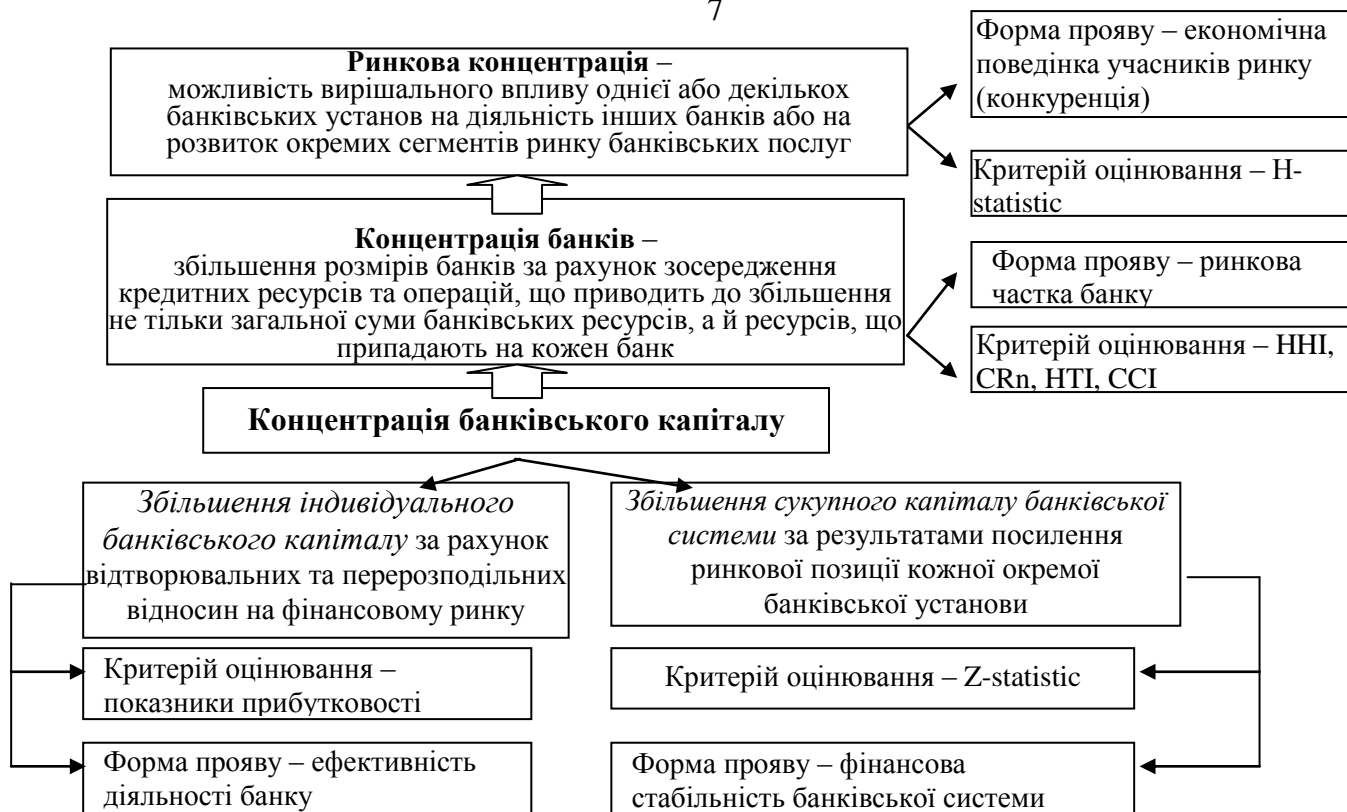 7
Ринкова концентрація –
можливість вирішального впливу однієї або декількох
банківських установ на діяльність інших банків або на
розвиток окремих сегментів ринку банківських послуг
Форма прояву – економічна
поведінка учасників ринку
(конкуренція)
Критерій оцінювання – H-
statistic
Концентрація банків –
збільшення розмірів банків за рахунок зосередження
кредитних ресурсів та операцій, що приводить до збільшення
не тільки загальної суми банківських ресурсів, а й ресурсів, що
припадають на кожен банк
Форма прояву – ринкова
частка банку
Критерій оцінювання – HHI,
CRn, HTI, CCI
Концентрація банківського капіталу
Збільшення індивідуального
банківського капіталу за рахунок
відтворювальних та перерозподільних
відносин на фінансовому ринку
Збільшення сукупного капіталу банківської
системи за результатами посилення
ринкової позиції кожної окремої
банківської установи
Критерій оцінювання –
показники прибутковості
Критерій оцінювання – Z-statistic
Форма прояву – ефективність
діяльності банку
Форма прояву – фінансова
стабільність банківської системи